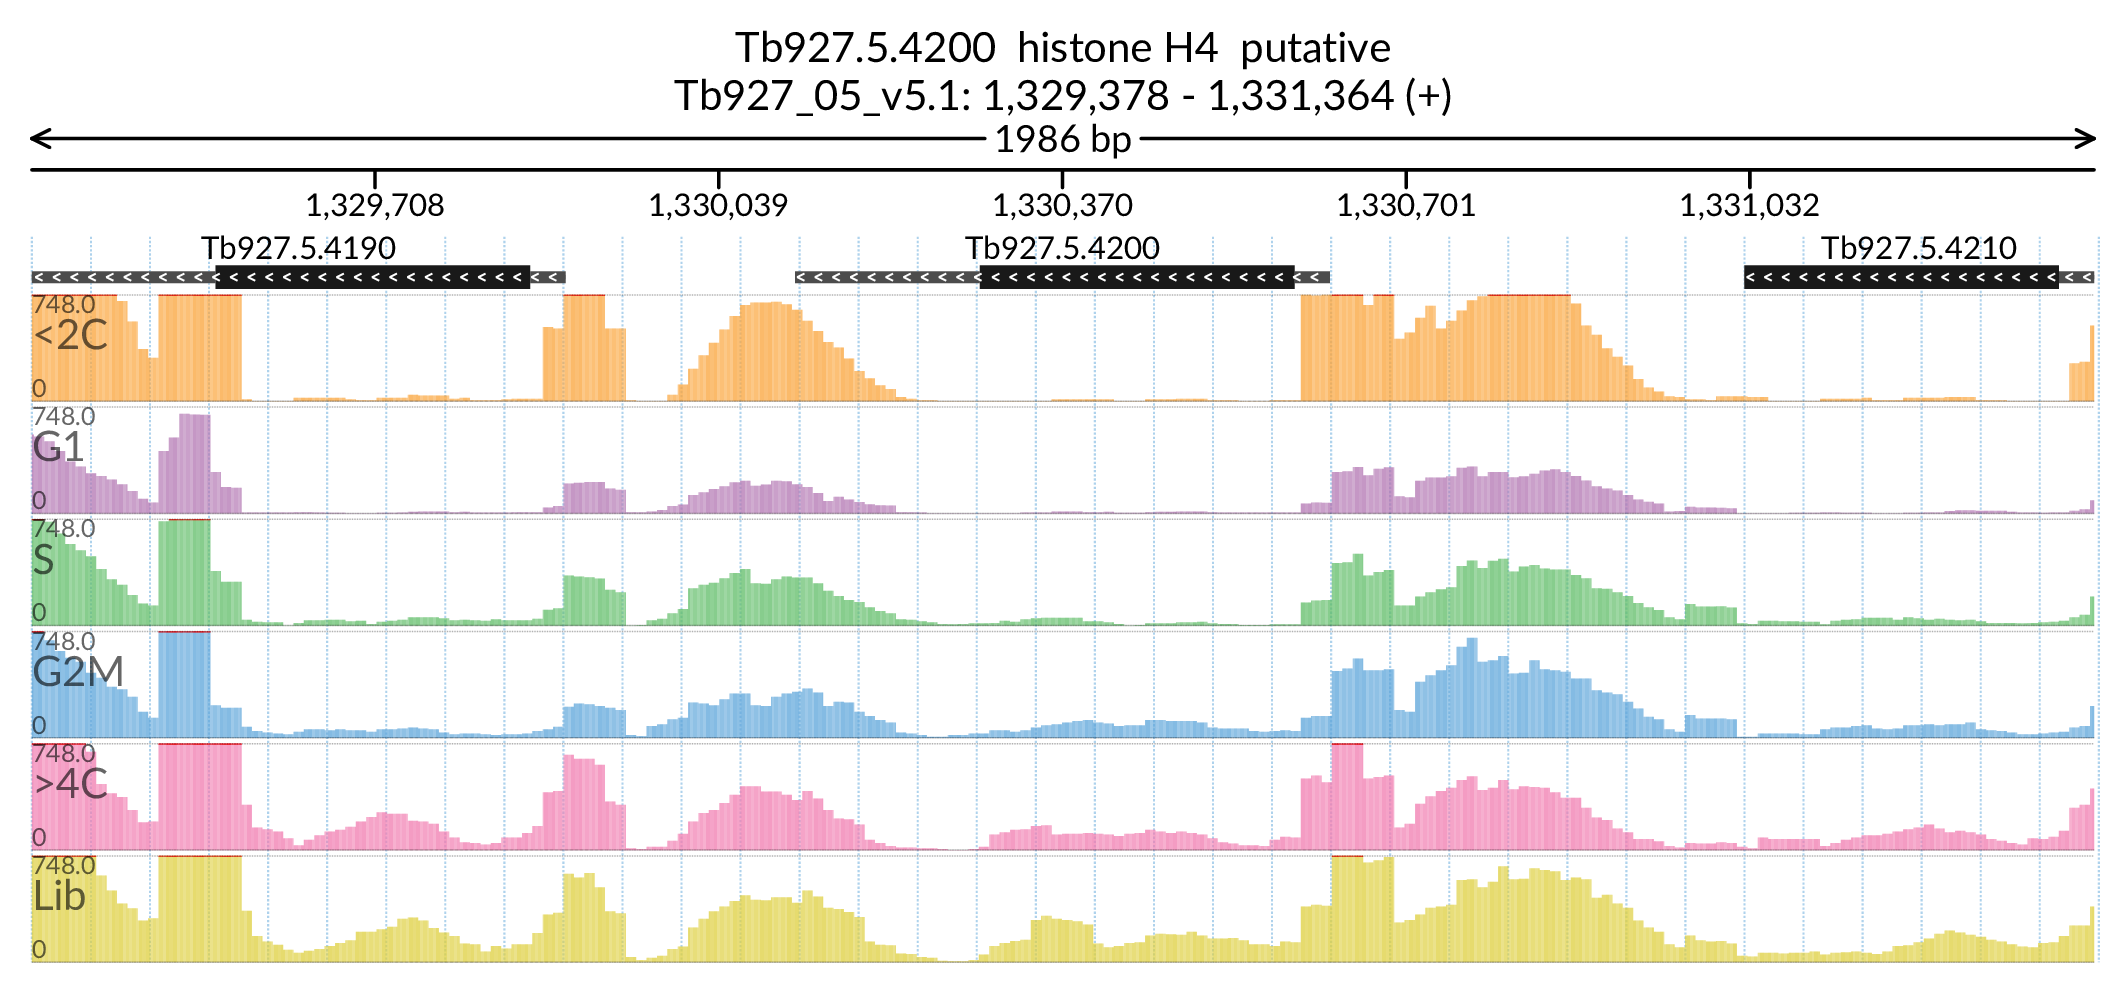 Tb927.5.4200 histone H4 putative
Tb927_05_v5.1: 1,329,378 - 1,331,364 (+)
1986 bp
1,329,708 1,330,039 1,330,370 1,330,701 1,331,032
Tb927.5.4190 Tb927.5.4200 Tb927.5.4210
748.0
<2C
0
748.0
G1
0
748.0
S
0
748.0
G2M
0
748.0
>4C
0
748.0
Lib
0